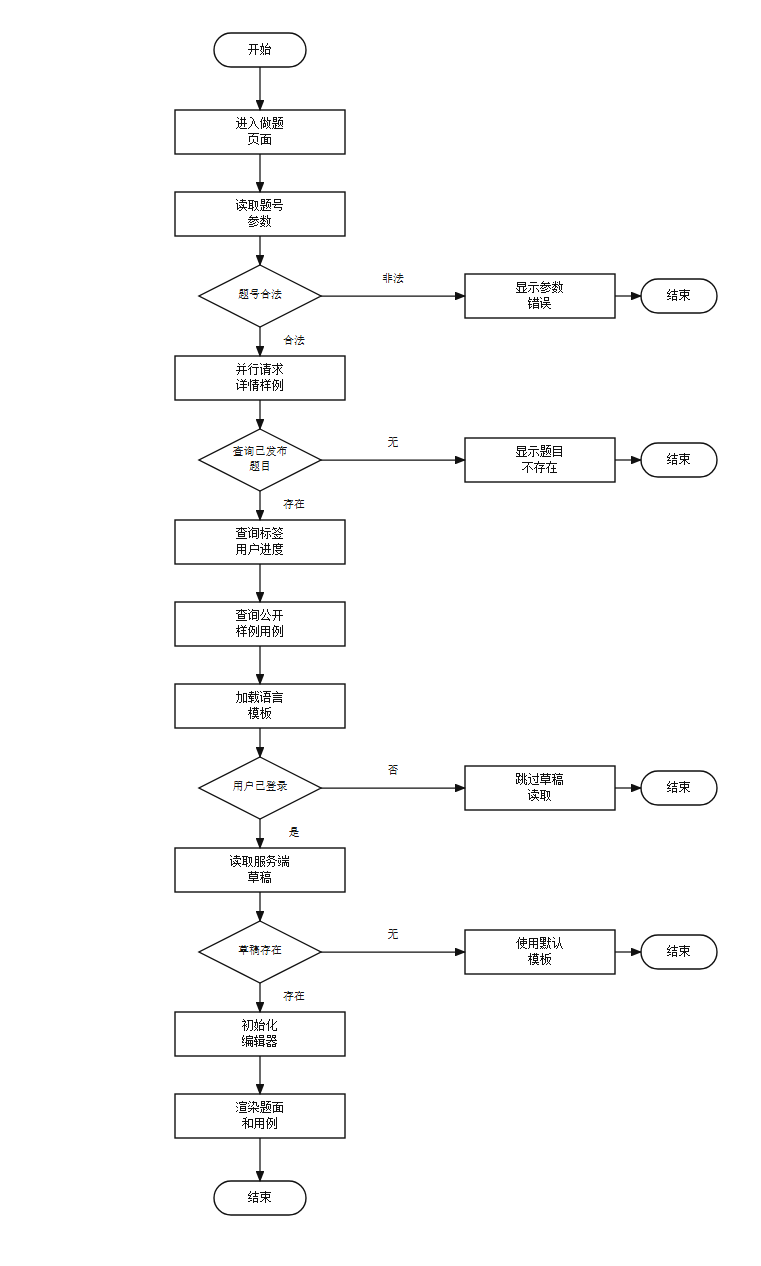 开始
进入做题
页面
读取题号
参数
题号合法
非法
显示参数
错误
结束
合法
并行请求
详情样例
查询已发布
题目
无
显示题目
不存在
结束
存在
查询标签
用户进度
查询公开
样例用例
加载语言
模板
用户已登录
否
跳过草稿
读取
结束
是
读取服务端
草稿
草稿存在
无
使用默认
模板
结束
存在
初始化
编辑器
渲染题面
和用例
结束